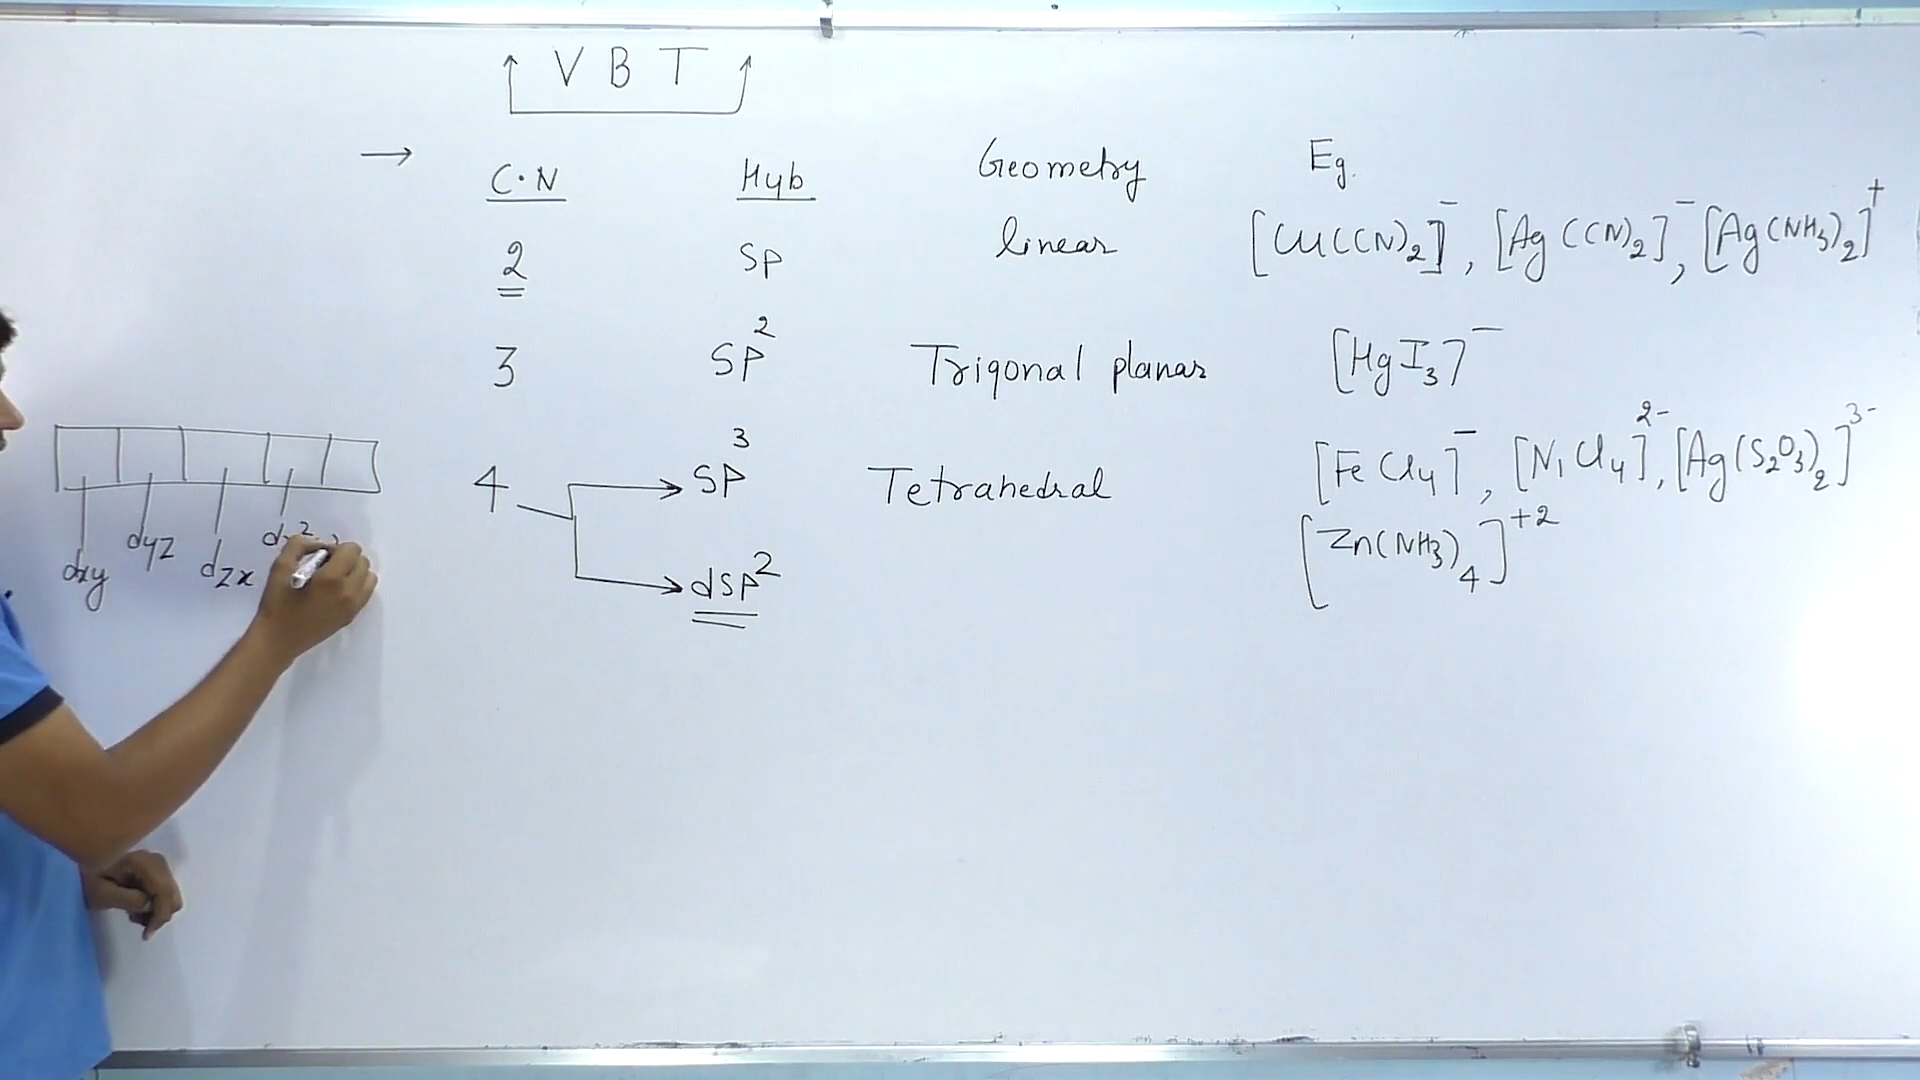 VBT
→ C·N Hyb Geometry Eg.
2 SP linear [Cu(CN)₂]⁻, [Ag(CN)₂]⁻, [Ag(NH₃)₂]⁺
3 SP² Trigonal planar [HgI₃]⁻
4 → SP³ Tetrahedral [FeCl₄]⁻, [NiCl₄]²⁻, [Ag(S₂O₃)₂]³⁻
[Zn(NH₃)₄]⁺²
→ dSP²
dxy dyz dzx